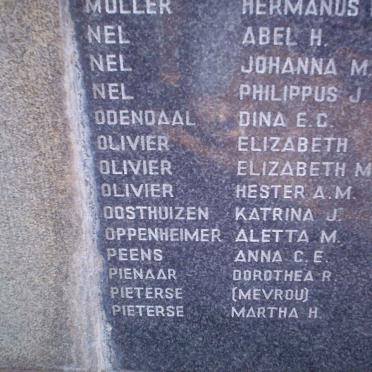 MULLER HERMANUS
NEL ABEL H.
NEL JOHANNA M.
NEL PHILIPPUS J.
ODENDAAL DINA E.C.
OLIVIER ELIZABETH
OLIVIER ELIZABETH M
OLIVIER HESTER A.M.
OOSTHUIZEN KATRINA J.
OPPENHEIMER ALETTA M.
PEENS ANNA C.E.
PIENAAR DOROTHEA R.
PIETERSE (MEVROU)
PIETERSE MARTHA H.